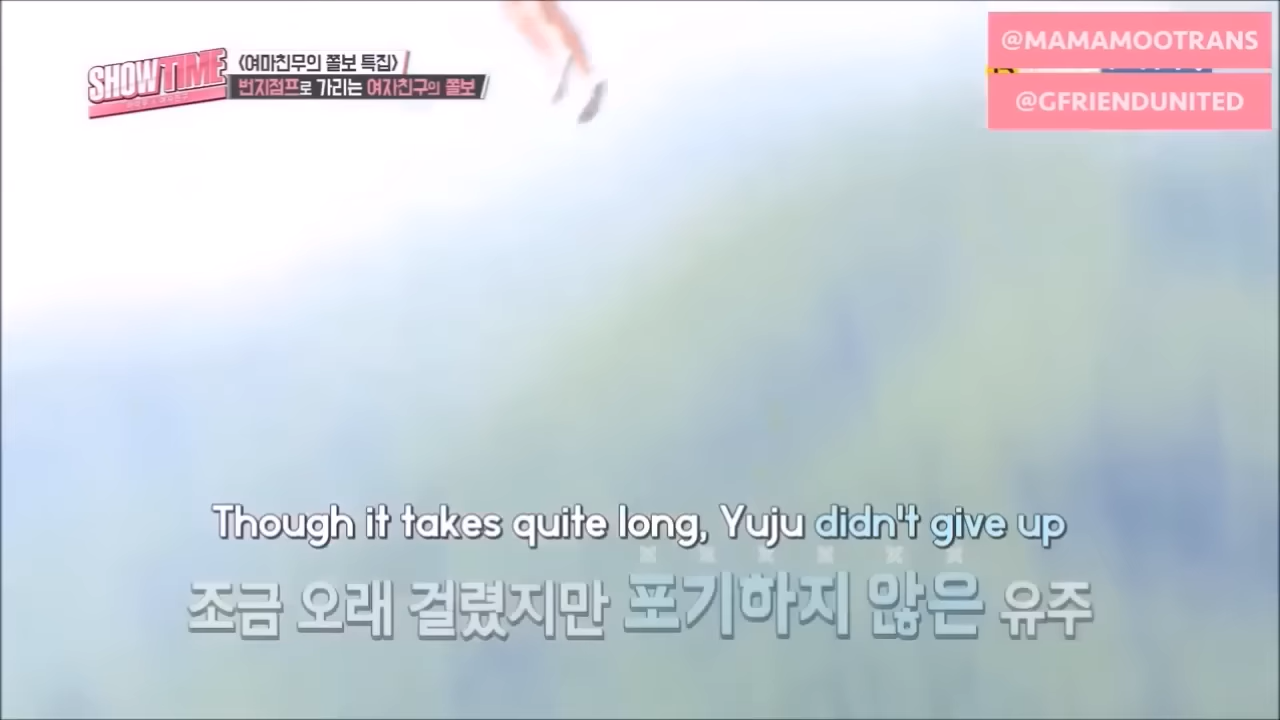 SHOWTIME
<여마친무의 쫄보 특집>
번지점프로 가리는 여자친구의 쫄보
@MAMAMOOTRANS
@GFRIENDUNITED
Though it takes quite long, Yuju didn't give up
조금 오래 걸렸지만 포기하지 않은 유주